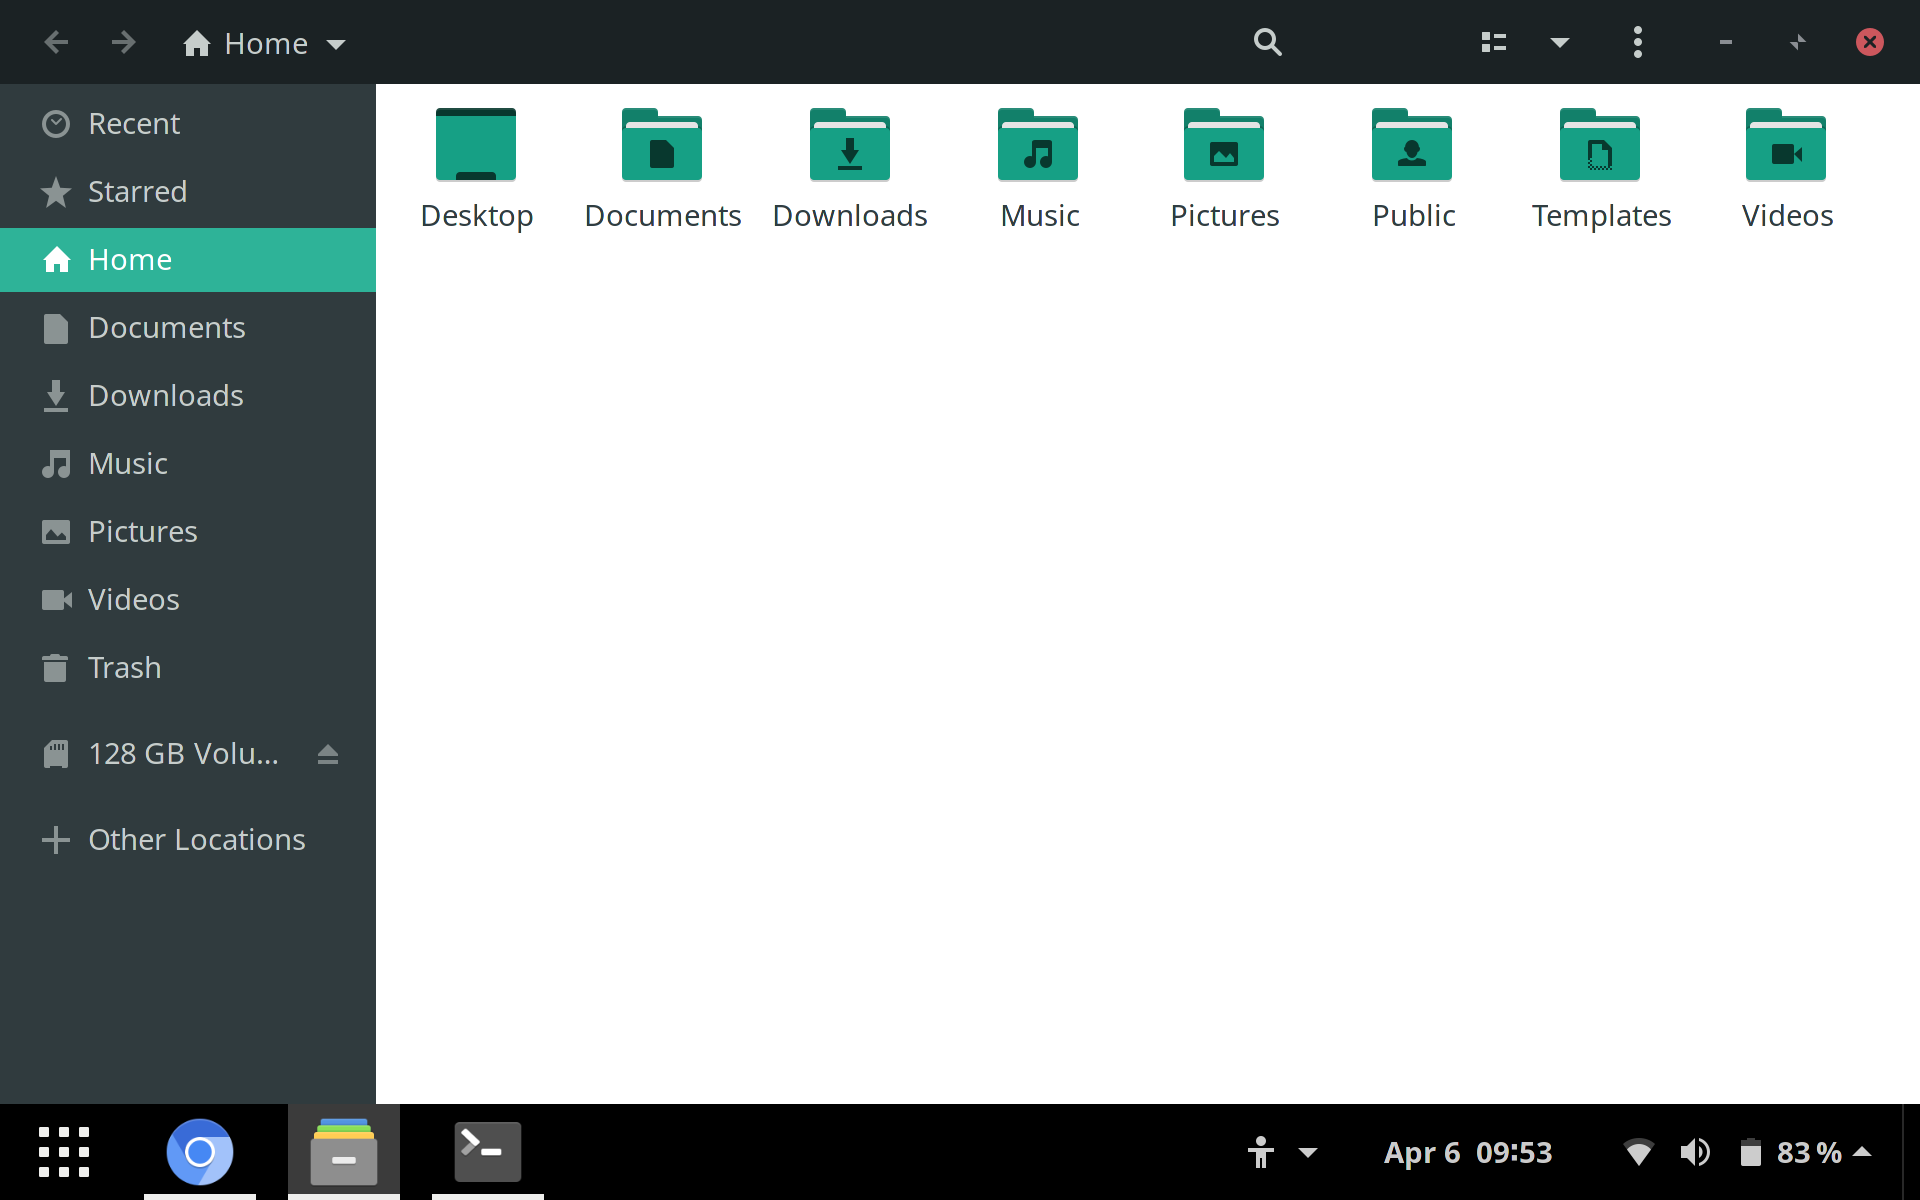 Home
Recent
Starred
Home
Documents
Downloads
Music
Pictures
Videos
Trash
128 GB Volu...
Other Locations
Desktop Documents Downloads Music Pictures Public Templates Videos
Apr 6 09:53 83 %